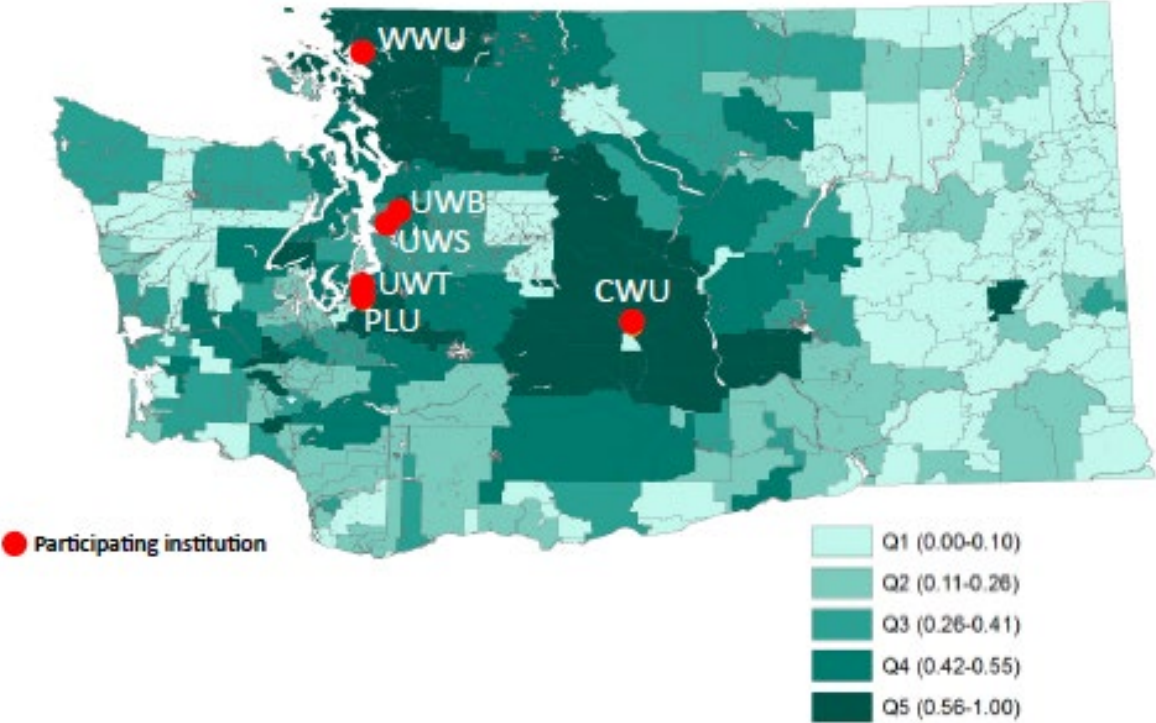 WWU
UWB
UWS
UWT
CWU
PLU
Participating institution
Q1 (0.00-0.10)
Q2 (0.11-0.26)
Q3 (0.26-0.41)
Q4 (0.42-0.55)
Q5 (0.56-1.00)